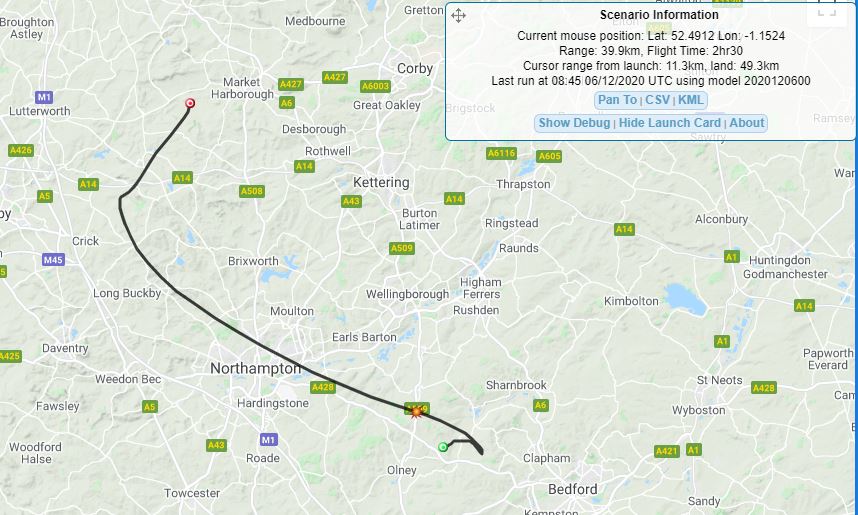 Scenario Information
Current mouse position: Lat: 52.4912 Lon: -1.1524
Range: 39.9km, Flight Time: 2hr30
Cursor range from launch: 11.3km, land: 49.3km
Last run at 08:45 06/12/2020 UTC using model 2020120600
Pan To | CSV | KML
Show Debug | Hide Launch Card | About
Broughton
Astley
Medbourne
Gretton
Corby
Market
Harborough
A427
A427
A6
A6003
Great Oakley
Brigstock
M1
Lutterworth
Desborough
Rothwell
A426
A14
A6116
A605
Sawtry
Ramsey
A14
A5
A14
A508
Kettering
A43
A14
Thrapston
Burton
Latimer
Ringstead
Alconbury
Crick
M45
A509
Raunds
A14
A1
Huntingdon
Godmanchester
Brixworth
Long Buckby
Wellingborough
Higham
Ferrers
Rushden
Kimbolton
A14
Moulton
Earls Barton
A1
Daventry
A425
Northampton
Papworth
Everard
Weedon Bec
A428
Sharnbrook
St Neots
A428
Fawsley
A5
Hardingstone
A6
Wyboston
A43
M1
Woodford
Halse
Roade
Olney
Clapham
A421
A1
Towcester
Bedford
Kempston
Sandy